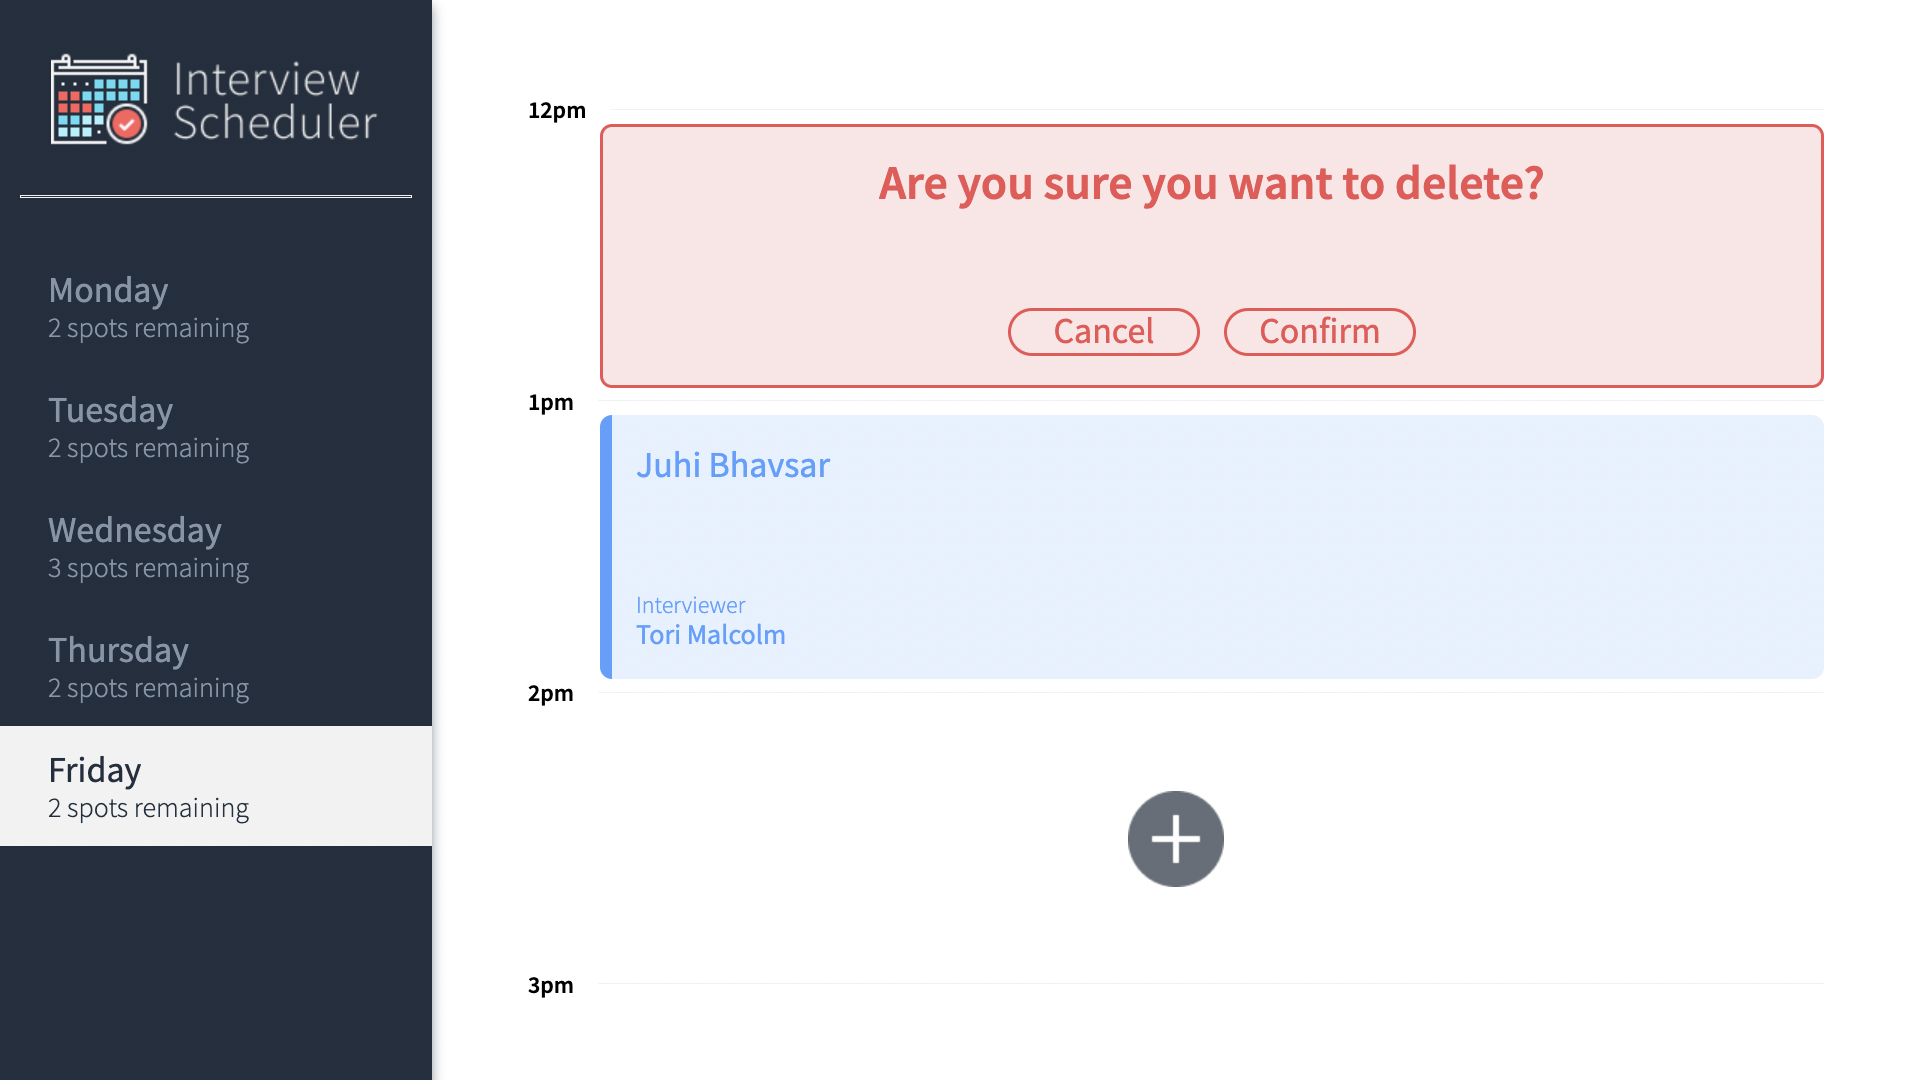 Interview
Scheduler
Monday
2 spots remaining
Tuesday
2 spots remaining
Wednesday
3 spots remaining
Thursday
2 spots remaining
Friday
2 spots remaining
12pm
Are you sure you want to delete?
Cancel Confirm
1pm
Juhi Bhavsar
Interviewer
Tori Malcolm
2pm
3pm